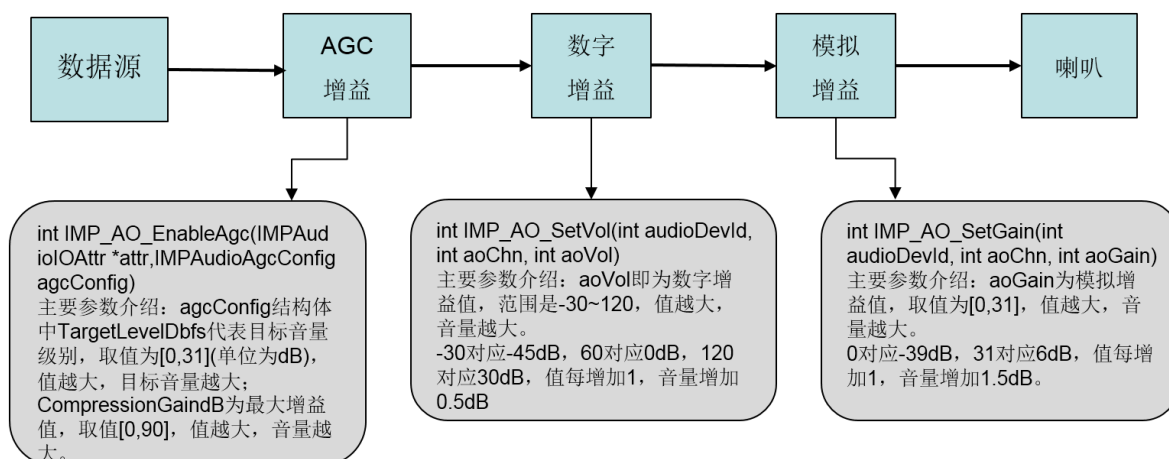 数据源
AGC
增益
数字
增益
模拟
增益
喇叭
int IMP_AO_EnableAgc(IMPAu
dioIOAttr *attr,IMPAudioAgcConfig
agcConfig)
主要参数介绍：agcConfig结构体
中TargetLevelDbfs代表目标音量
级别，取值为[0,31](单位为dB)，
值越大，目标音量越大；
CompressionGaindB为最大增益
值，取值[0,90]，值越大，音量越
大。
int IMP_AO_SetVol(int audioDevId,
int aoChn, int aoVol)
主要参数介绍：aoVol即为数字增
益值，范围是-30~120，值越大，
音量越大。
-30对应-45dB，60对应0dB，120
对应30dB，值每增加1，音量增加
0.5dB
int IMP_AO_SetGain(int
audioDevId, int aoChn, int aoGain)
主要参数介绍：aoGain为模拟增
益值，取值为[0,31]，值越大，音
量越大。
0对应-39dB，31对应6dB，值每增
加1，音量增加1.5dB。